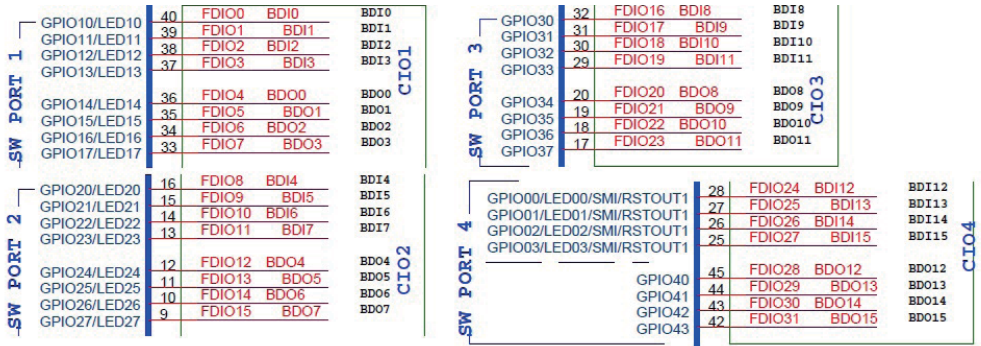 SW PORT 1
GPIO10/LED10 40 FDIO0 BDI0 BDI0
GPIO11/LED11 39 FDIO1 BDI1 BDI1
GPIO12/LED12 38 FDIO2 BDI2 BDI2
GPIO13/LED13 37 FDIO3 BDI3 BDI3
GPIO14/LED14 36 FDIO4 BDO0 BDO0
GPIO15/LED15 35 FDIO5 BDO1 BDO1
GPIO16/LED16 34 FDIO6 BDO2 BDO2
GPIO17/LED17 33 FDIO7 BDO3 BDO3
CIO1
SW PORT 2
GPIO20/LED20 16 FDIO8 BDI4 BDI4
GPIO21/LED21 15 FDIO9 BDI5 BDI5
GPIO22/LED22 14 FDIO10 BDI6 BDI6
GPIO23/LED23 13 FDIO11 BDI7 BDI7
GPIO24/LED24 12 FDIO12 BDO4 BDO4
GPIO25/LED25 11 FDIO13 BDO5 BDO5
GPIO26/LED26 10 FDIO14 BDO6 BDO6
GPIO27/LED27 9 FDIO15 BDO7 BDO7
CIO2
SW PORT 3
GPIO30 32 FDIO16 BDI8 BDI8
GPIO31 31 FDIO17 BDI9 BDI9
GPIO32 30 FDIO18 BDI10 BDI10
GPIO33 29 FDIO19 BDI11 BDI11
GPIO34 20 FDIO20 BDO8 BDO8
GPIO35 19 FDIO21 BDO9 BDO9
GPIO36 18 FDIO22 BDO10 BDO10
GPIO37 17 FDIO23 BDO11 BDO11
CIO3
SW PORT 4
GPIO00/LED00/SMI/RSTOUT1 28 FDIO24 BDI12 BDI12
GPIO01/LED01/SMI/RSTOUT1 27 FDIO25 BDI13 BDI13
GPIO02/LED02/SMI/RSTOUT1 26 FDIO26 BDI14 BDI14
GPIO03/LED03/SMI/RSTOUT1 25 FDIO27 BDI15 BDI15
GPIO40 45 FDIO28 BDO12 BDO12
GPIO41 44 FDIO29 BDO13 BDO13
GPIO42 43 FDIO30 BDO14 BDO14
GPIO43 42 FDIO31 BDO15 BDO15
CIO4